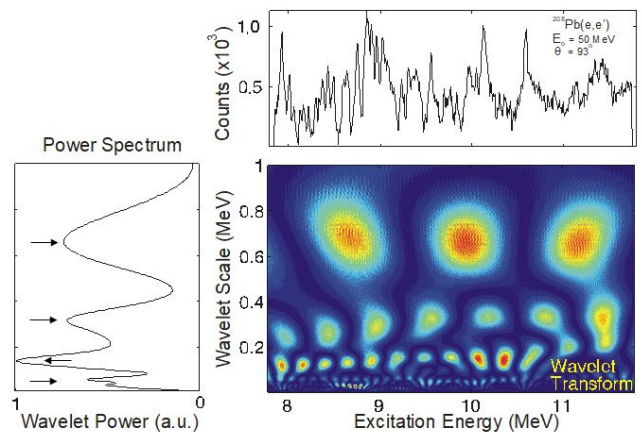 ²⁰⁸Pb(e,e')
E₀ = 50 MeV
θ = 93°
1.0
0.5
Counts (x10³)
Power Spectrum
1
0
Wavelet Power (a.u.)
1
0.8
0.6
0.4
0.2
Wavelet Scale (MeV)
Wavelet
Transform
8
9
10
11
Excitation Energy (MeV)